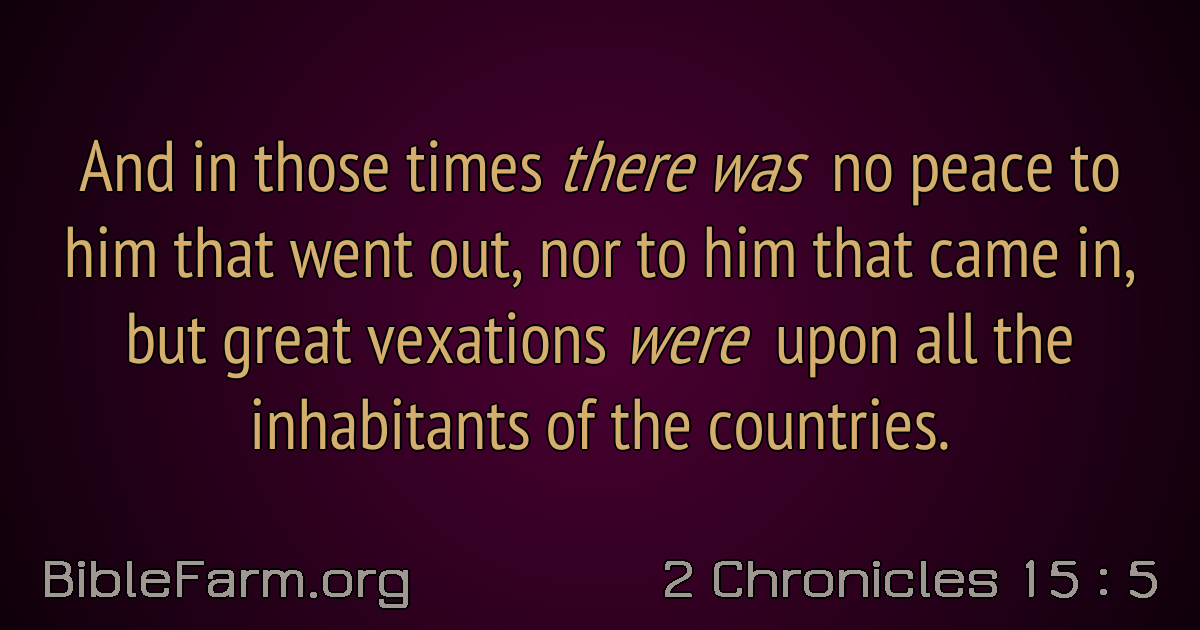 And in those times there was no peace to
him that went out, nor to him that came in,
but great vexations were upon all the
inhabitants of the countries.
BibleFarm.org
2 Chronicles 15 : 5